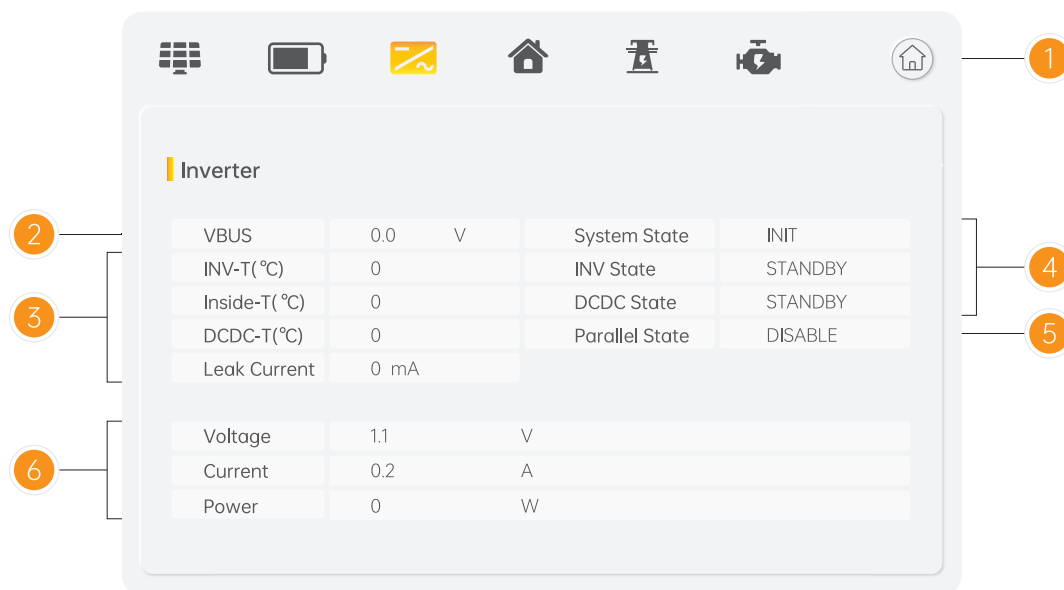 1
Inverter
2 VBUS 0.0 V System State INIT
INV-T(℃) 0 INV State STANDBY 4
3 Inside-T(℃) 0 DCDC State STANDBY
DCDC-T(℃) 0 Parallel State DISABLE 5
Leak Current 0 mA
Voltage 1.1 V
6 Current 0.2 A
Power 0 W